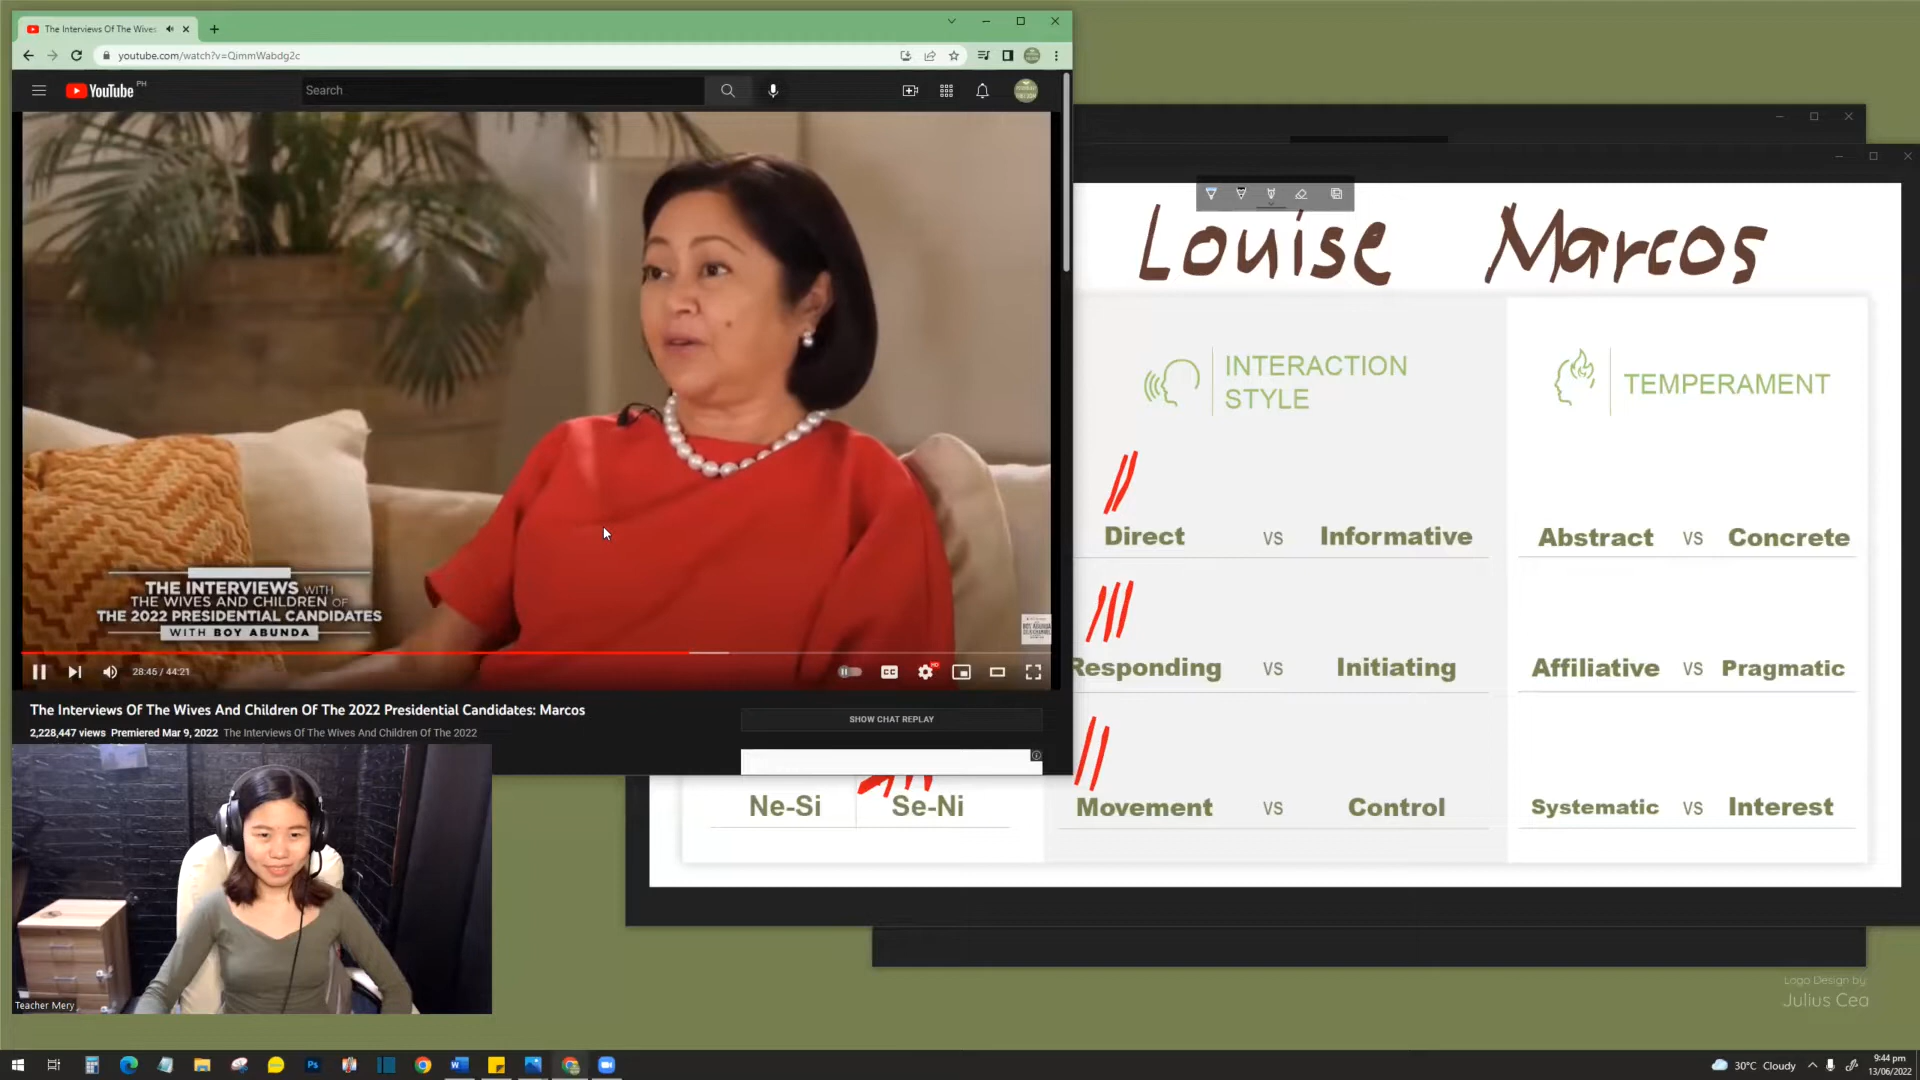 The Interviews Of The Wives
youtube.com/watch?v=QimmWabdg2c
YouTube PH
Search
THE INTERVIEWS WITH
THE WIVES AND CHILDREN OF
THE 2022 PRESIDENTIAL CANDIDATES
WITH BOY ABUNDA
28:46 / 44:21
CC
HD
The Interviews Of The Wives And Children Of The 2022 Presidential Candidates: Marcos
2,228,447 views Premiered Mar 9, 2022 The Interviews Of The Wives And Children Of The 2022
SHOW CHAT REPLAY
Teacher Mery
Louise Marcos
INTERACTION
STYLE
TEMPERAMENT
Direct vs Informative
Abstract vs Concrete
Responding vs Initiating
Affiliative vs Pragmatic
Ne-Si Se-Ni
Movement vs Control
Systematic vs Interest
Logo Design by
Julius Cea
Ps
30°C Cloudy
9:44 pm
13/06/2022